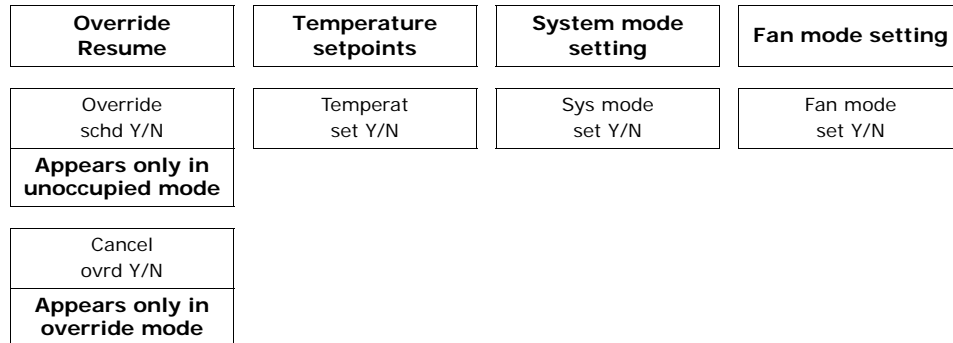 Override
Resume
Temperature
setpoints
System mode
setting
Fan mode setting
Override
schd Y/N
Temperat
set Y/N
Sys mode
set Y/N
Fan mode
set Y/N
Appears only in
unoccupied mode
Cancel
ovrd Y/N
Appears only in
override mode